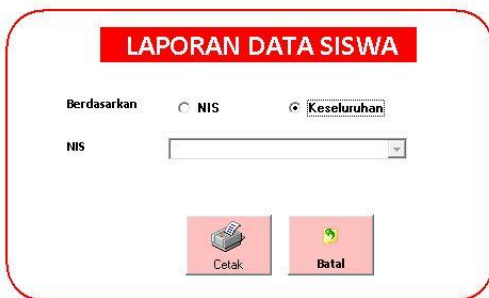 LAPORAN DATA SISWA
Berdasarkan NIS Keseluruhan
NIS
Cetak Batal